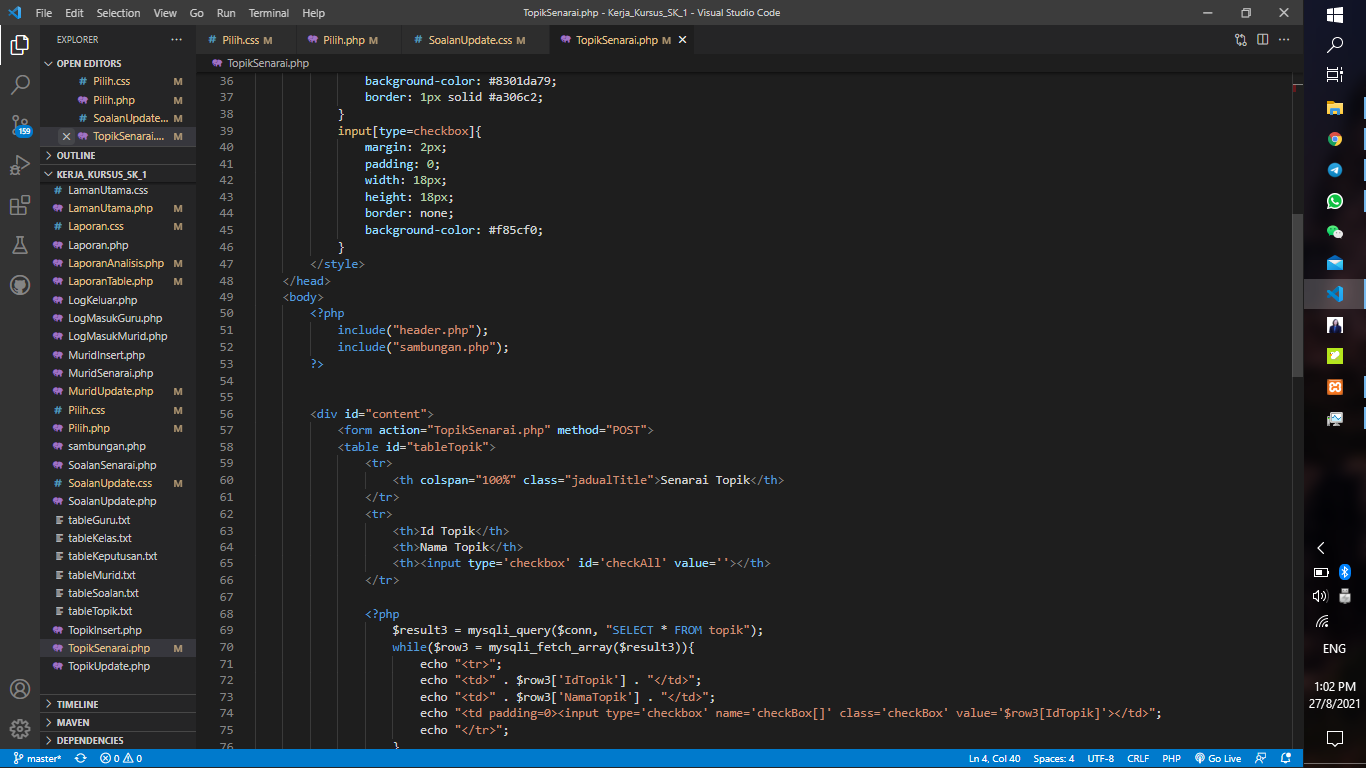 File Edit Selection View Go Run Terminal Help
TopikSenarai.php - Kerja_Kursus_SK_1 - Visual Studio Code
EXPLORER
OPEN EDITORS
Pilih.css M
Pilih.php M
SoalanUpdate... M
TopikSenarai.... M
OUTLINE
KERJA_KURSUS_SK_1
LamanUtama.css
LamanUtama.php M
Laporan.css M
Laporan.php
LaporanAnalisis.php M
LaporanTable.php M
LogKeluar.php
LogMasukGuru.php
LogMasukMurid.php
MuridInsert.php
MuridSenarai.php
MuridUpdate.php M
Pilih.css M
Pilih.php M
sambungan.php
SoalanSenarai.php
SoalanUpdate.css M
SoalanUpdate.php
tableGuru.txt
tableKelas.txt
tableKeputusan.txt
tableMurid.txt
tableSoalan.txt
tableTopik.txt
TopikInsert.php
TopikSenarai.php M
TopikUpdate.php
TIMELINE
MAVEN
DEPENDENCIES
159
Pilih.css M Pilih.php M SoalanUpdate.css M TopikSenarai.php M
TopikSenarai.php
36 background-color: #8301da79;
37 border: 1px solid #a306c2;
38 }
39 input[type=checkbox]{
40 margin: 2px;
41 padding: 0;
42 width: 18px;
43 height: 18px;
44 border: none;
45 background-color: #f85cf0;
46 }
47 </style>
48 </head>
49 <body>
50 <?php
51 include("header.php");
52 include("sambungan.php");
53 ?>
54
55
56 <div id="content">
57 <form action="TopikSenarai.php" method="POST">
58 <table id="tableTopik">
59 <tr>
60 <th colspan="100%" class="jadualTitle">Senarai Topik</th>
61 </tr>
62 <tr>
63 <th>Id Topik</th>
64 <th>Nama Topik</th>
65 <th><input type='checkbox' id='checkAll' value=''></th>
66 </tr>
67
68 <?php
69 $result3 = mysqli_query($conn, "SELECT * FROM topik");
70 while($row3 = mysqli_fetch_array($result3)){
71 echo "<tr>";
72 echo "<td>" . $row3['IdTopik'] . "</td>";
73 echo "<td>" . $row3['NamaTopik'] . "</td>";
74 echo "<td padding=0><input type='checkbox' name='checkBox[]' class='checkBox' value='$row3[IdTopik]'></td>";
75 echo "</tr>";
76 }
master* 0 0
Ln 4, Col 40 Spaces: 4 UTF-8 CRLF PHP Go Live
ENG
1:02 PM
27/8/2021